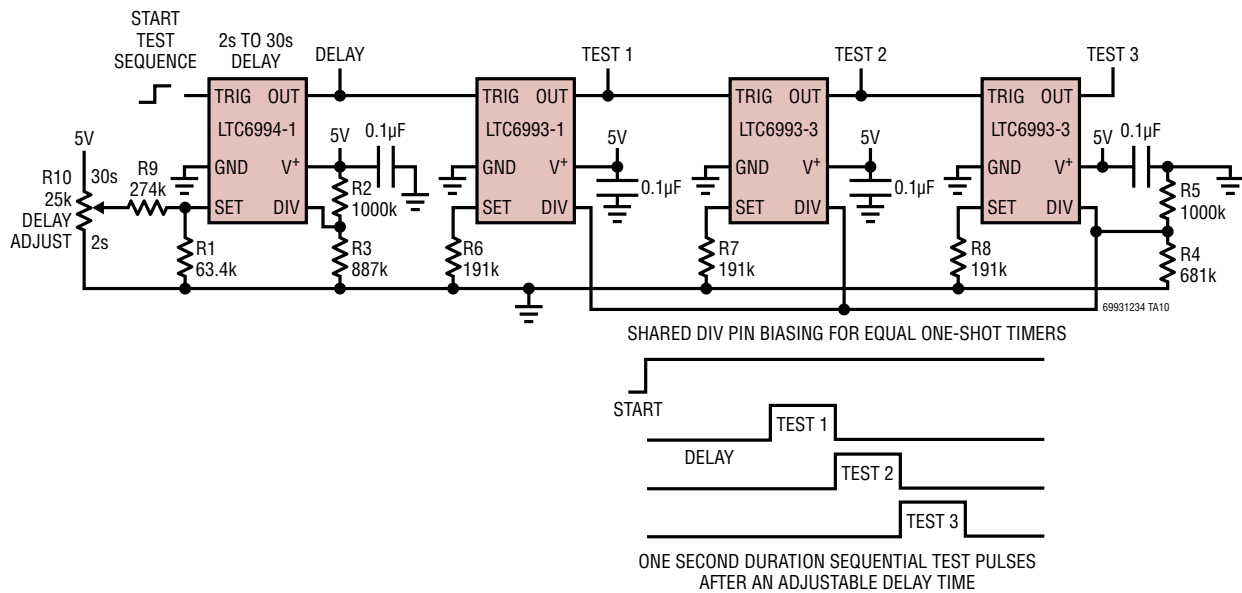 START
TEST
SEQUENCE
2s TO 30s
DELAY
DELAY
TEST 1
TEST 2
TEST 3
TRIG OUT
LTC6994-1
GND V+
SET DIV
TRIG OUT
LTC6993-1
GND V+
SET DIV
TRIG OUT
LTC6993-3
GND V+
SET DIV
TRIG OUT
LTC6993-3
GND V+
SET DIV
5V
R10
25k
DELAY
ADJUST
30s
2s
R9
274k
R1
63.4k
5V
0.1µF
R2
1000k
R3
887k
R6
191k
5V
0.1µF
R7
191k
5V
0.1µF
R8
191k
5V
0.1µF
R5
1000k
R4
681k
69931234 TA10
SHARED DIV PIN BIASING FOR EQUAL ONE-SHOT TIMERS
START
TEST 1
DELAY
TEST 2
TEST 3
ONE SECOND DURATION SEQUENTIAL TEST PULSES
AFTER AN ADJUSTABLE DELAY TIME